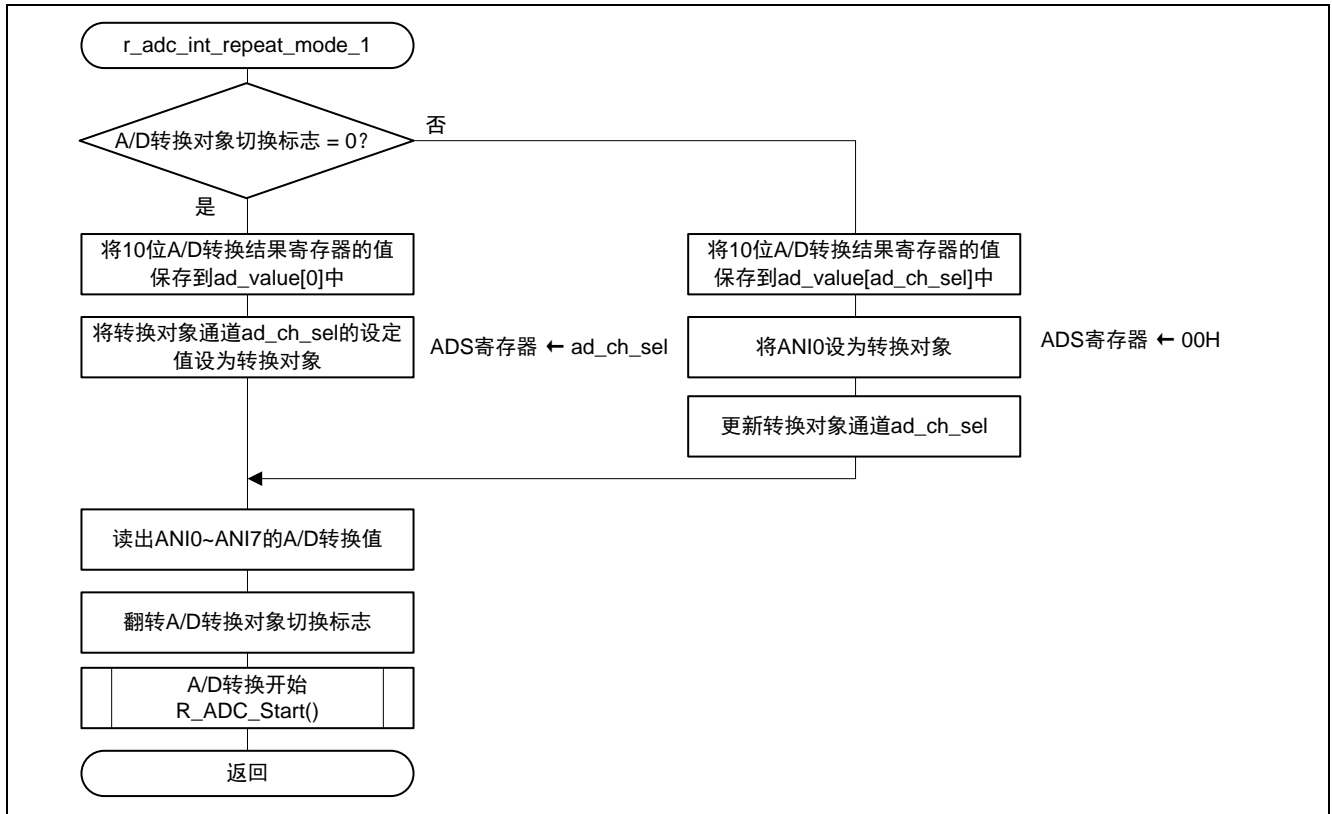 r_adc_int_repeat_mode_1
A/D转换对象切换标志 = 0?
否
是
将10位A/D转换结果寄存器的值
保存到ad_value[0]中
将10位A/D转换结果寄存器的值
保存到ad_value[ad_ch_sel]中
将转换对象通道ad_ch_sel的设定
值设为转换对象
ADS寄存器 ← ad_ch_sel
将ANI0设为转换对象
ADS寄存器 ← 00H
更新转换对象通道ad_ch_sel
读出ANI0~ANI7的A/D转换值
翻转A/D转换对象切换标志
A/D转换开始
R_ADC_Start()
返回